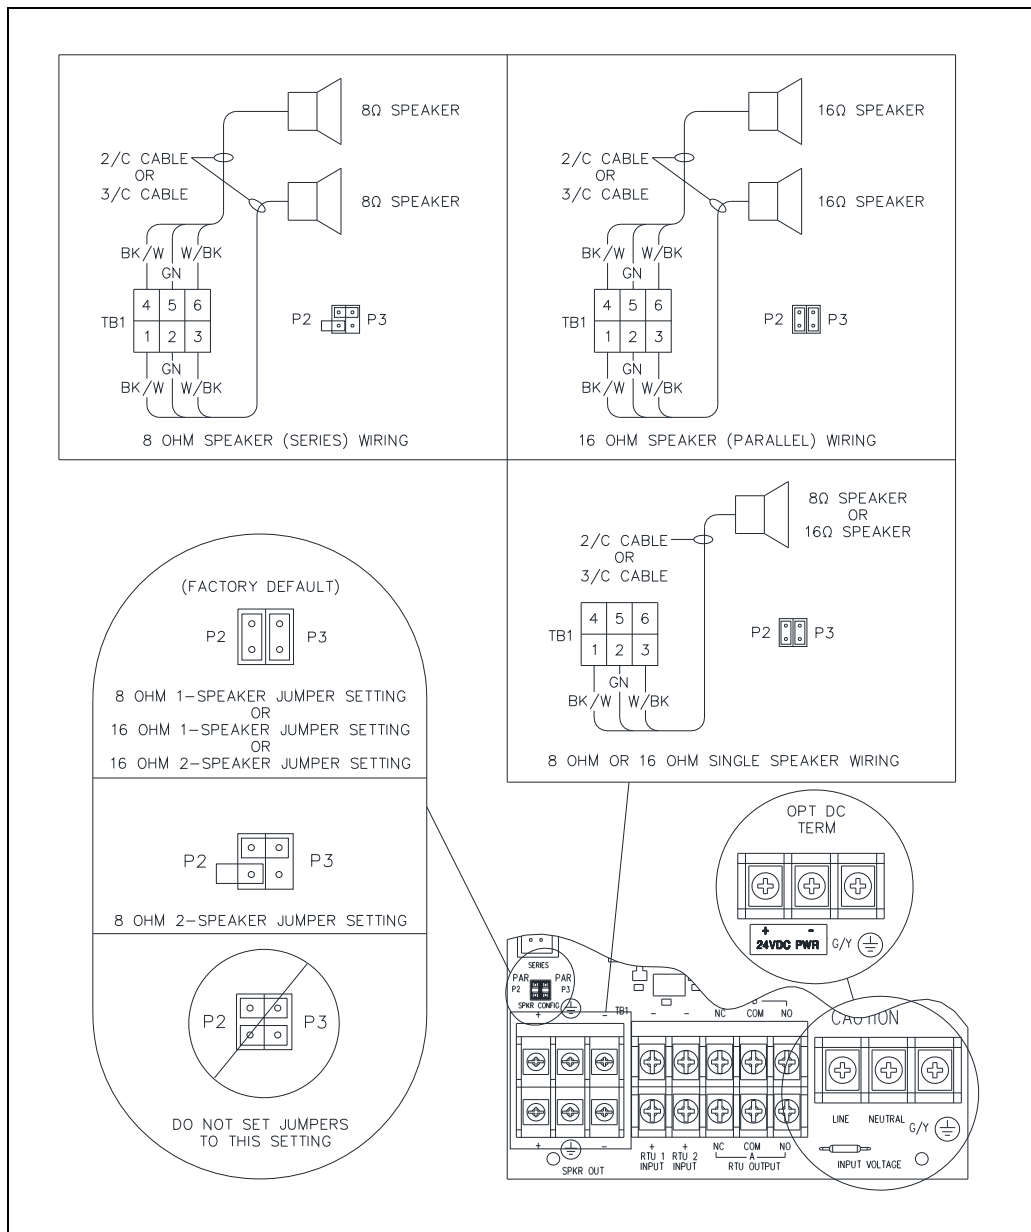 8Ω SPEAKER
2/C CABLE
OR
3/C CABLE
8Ω SPEAKER
BK/W W/BK
GN
4 5 6
TB1
1 2 3
P2 P3
GN
BK/W W/BK
8 OHM SPEAKER (SERIES) WIRING
16Ω SPEAKER
2/C CABLE
OR
3/C CABLE
16Ω SPEAKER
BK/W W/BK
GN
4 5 6
TB1
1 2 3
P2 P3
GN
BK/W W/BK
16 OHM SPEAKER (PARALLEL) WIRING
8Ω SPEAKER
OR
16Ω SPEAKER
2/C CABLE
OR
3/C CABLE
4 5 6
TB1
1 2 3
P2 P3
GN
BK/W W/BK
8 OHM OR 16 OHM SINGLE SPEAKER WIRING
(FACTORY DEFAULT)
P2 P3
8 OHM 1-SPEAKER JUMPER SETTING
OR
16 OHM 1-SPEAKER JUMPER SETTING
OR
16 OHM 2-SPEAKER JUMPER SETTING
P2 P3
8 OHM 2-SPEAKER JUMPER SETTING
P2 P3
DO NOT SET JUMPERS
TO THIS SETTING
OPT DC
TERM
+ -
24VDC PWR G/Y
SERIES
PAR PAR
P2 P3
SPKR CONFIG
+ - TB1 - - NC COM NO
CAUTION
LINE NEUTRAL G/Y
INPUT VOLTAGE
+ -
SPKR OUT
+ + NC COM NO
RTU 1 RTU 2 A
INPUT INPUT RTU OUTPUT